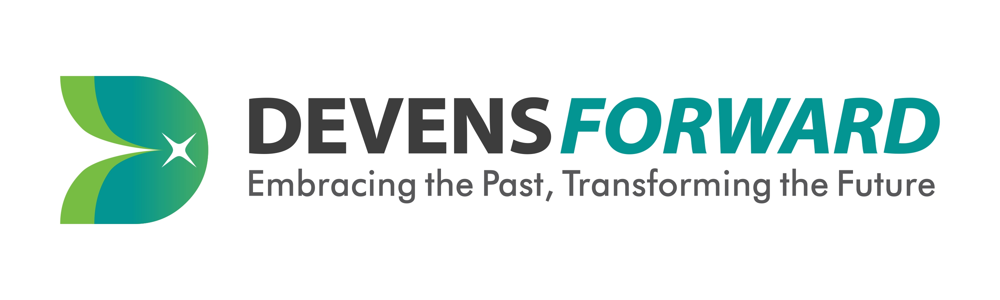 DEVENSFORWARD
Embracing the Past, Transforming the Future